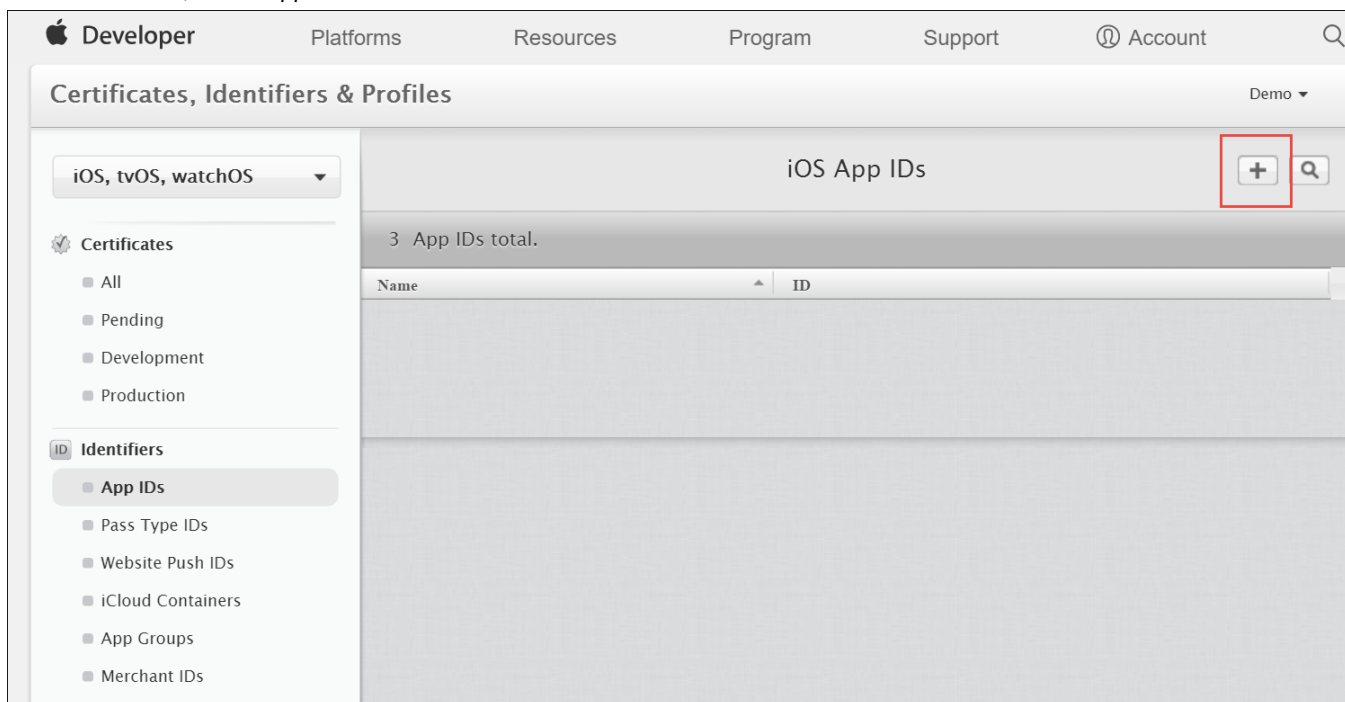 Developer Platforms Resources Program Support Account
Certificates, Identifiers & Profiles Demo
iOS, tvOS, watchOS
iOS App IDs
Certificates
3 App IDs total.
All
Name ID
Pending
Development
Production
ID Identifiers
App IDs
Pass Type IDs
Website Push IDs
iCloud Containers
App Groups
Merchant IDs